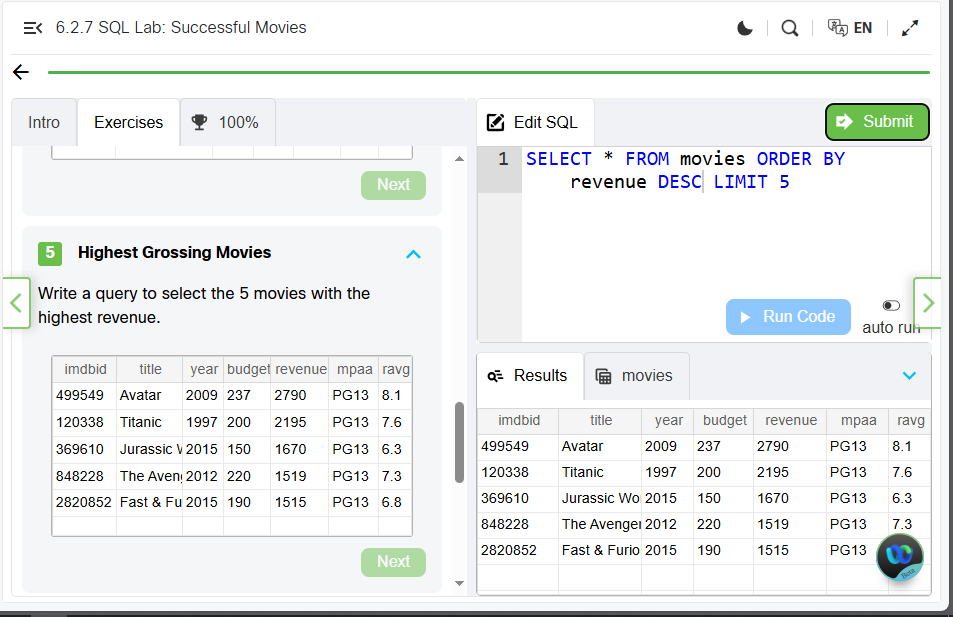 6.2.7 SQL Lab: Successful Movies
EN
Intro
Exercises
100%
Next
5 Highest Grossing Movies
Write a query to select the 5 movies with the
highest revenue.
imdbid title year budget revenue mpaa ravg
499549 Avatar 2009 237 2790 PG13 8.1
120338 Titanic 1997 200 2195 PG13 7.6
369610 Jurassic 2015 150 1670 PG13 6.3
848228 The Aven 2012 220 1519 PG13 7.3
2820852 Fast & Fu 2015 190 1515 PG13 6.8
Next
Edit SQL
Submit
1 SELECT * FROM movies ORDER BY
revenue DESC LIMIT 5
Run Code
auto run
Results
movies
imdbid title year budget revenue mpaa ravg
499549 Avatar 2009 237 2790 PG13 8.1
120338 Titanic 1997 200 2195 PG13 7.6
369610 Jurassic Wo 2015 150 1670 PG13 6.3
848228 The Avenge 2012 220 1519 PG13 7.3
2820852 Fast & Furio 2015 190 1515 PG13
Beta